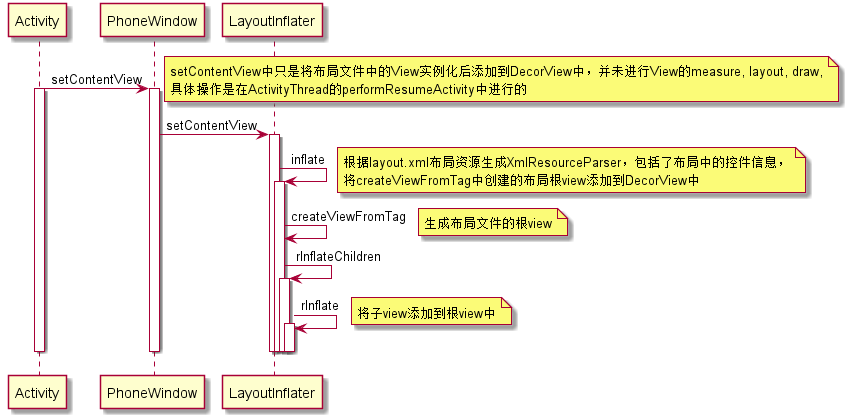 Activity
PhoneWindow
LayoutInflater
setContentView
setContentView中只是将布局文件中的View实例化后添加到DecorView中，并未进行View的measure, layout, draw,
具体操作是在ActivityThread的performResumeActivity中进行的
setContentView
inflate
根据layout.xml布局资源生成XmlResourceParser，包括了布局中的控件信息，
将createViewFromTag中创建的布局根view添加到DecorView中
createViewFromTag
生成布局文件的根view
rInflateChildren
rInflate
将子view添加到根view中
Activity
PhoneWindow
LayoutInflater